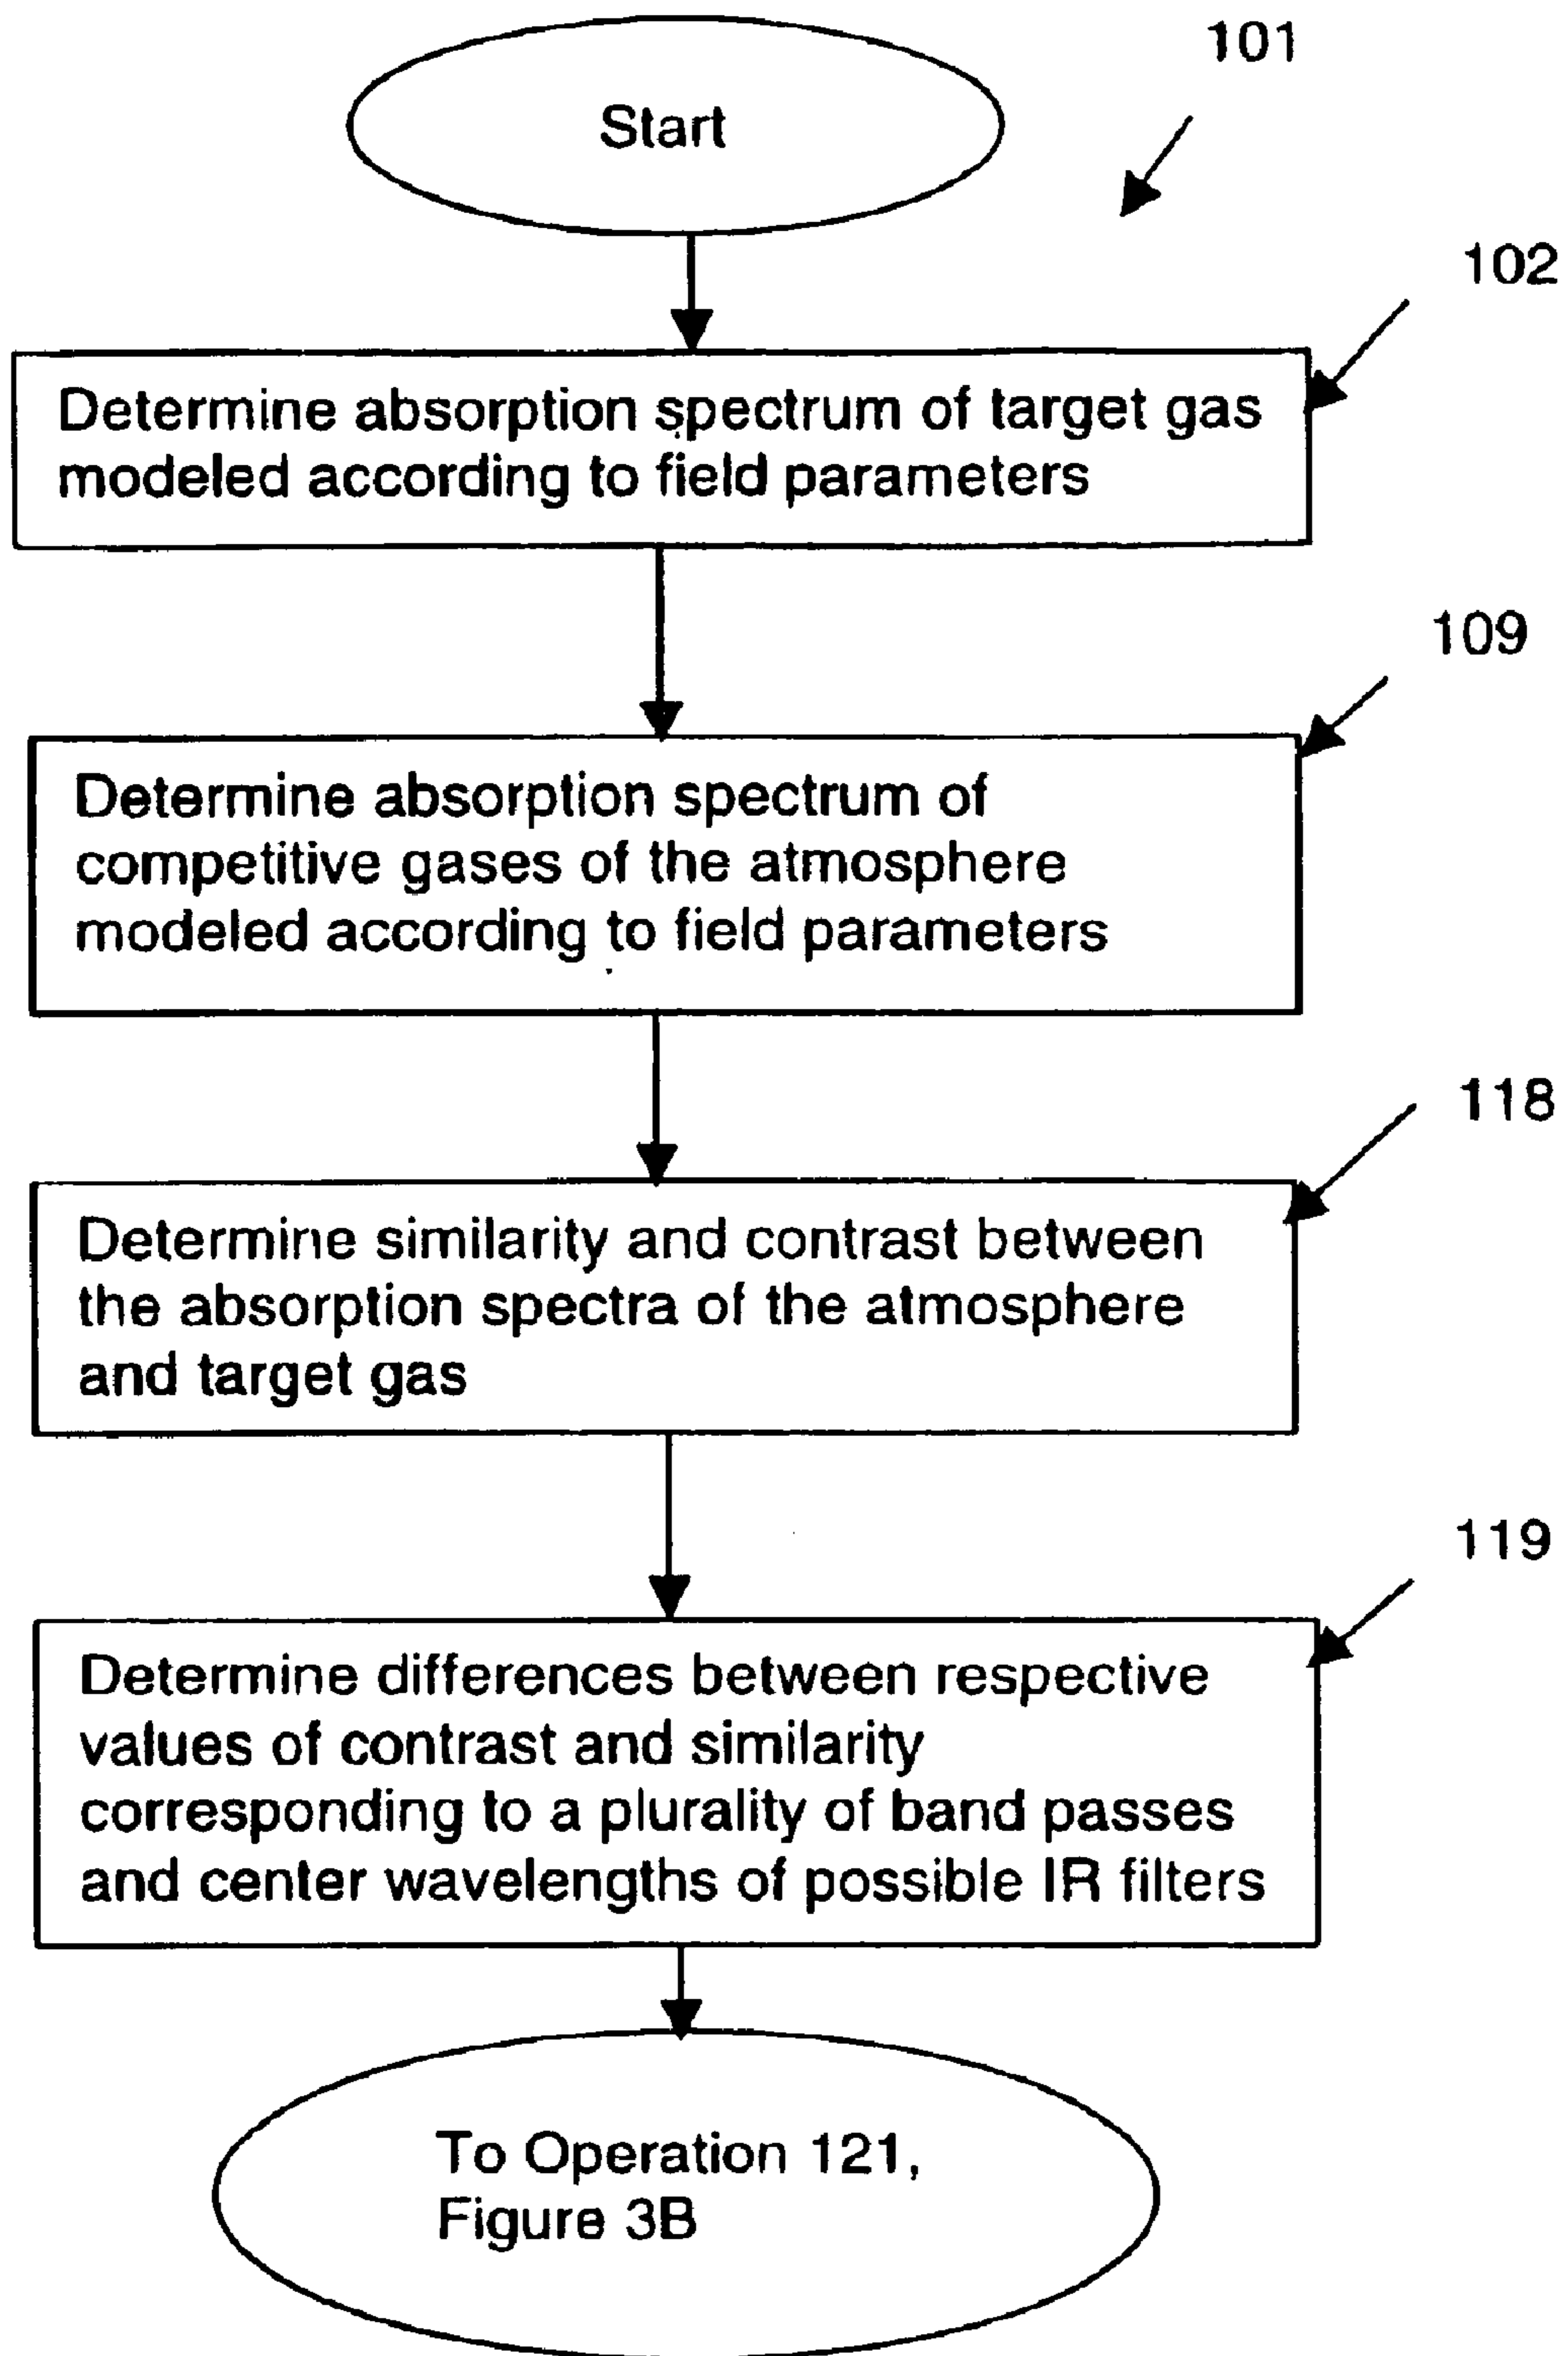 101
Start
102
Determine absorption spectrum of target gas
modeled according to field parameters
109
Determine absorption spectrum of
competitive gases of the atmosphere
modeled according to field parameters
118
Determine similarity and contrast between
the absorption spectra of the atmosphere
and target gas
119
Determine differences between respective
values of contrast and similarity
corresponding to a plurality of band passes
and center wavelengths of possible IR filters
To Operation 121,
Figure 3B